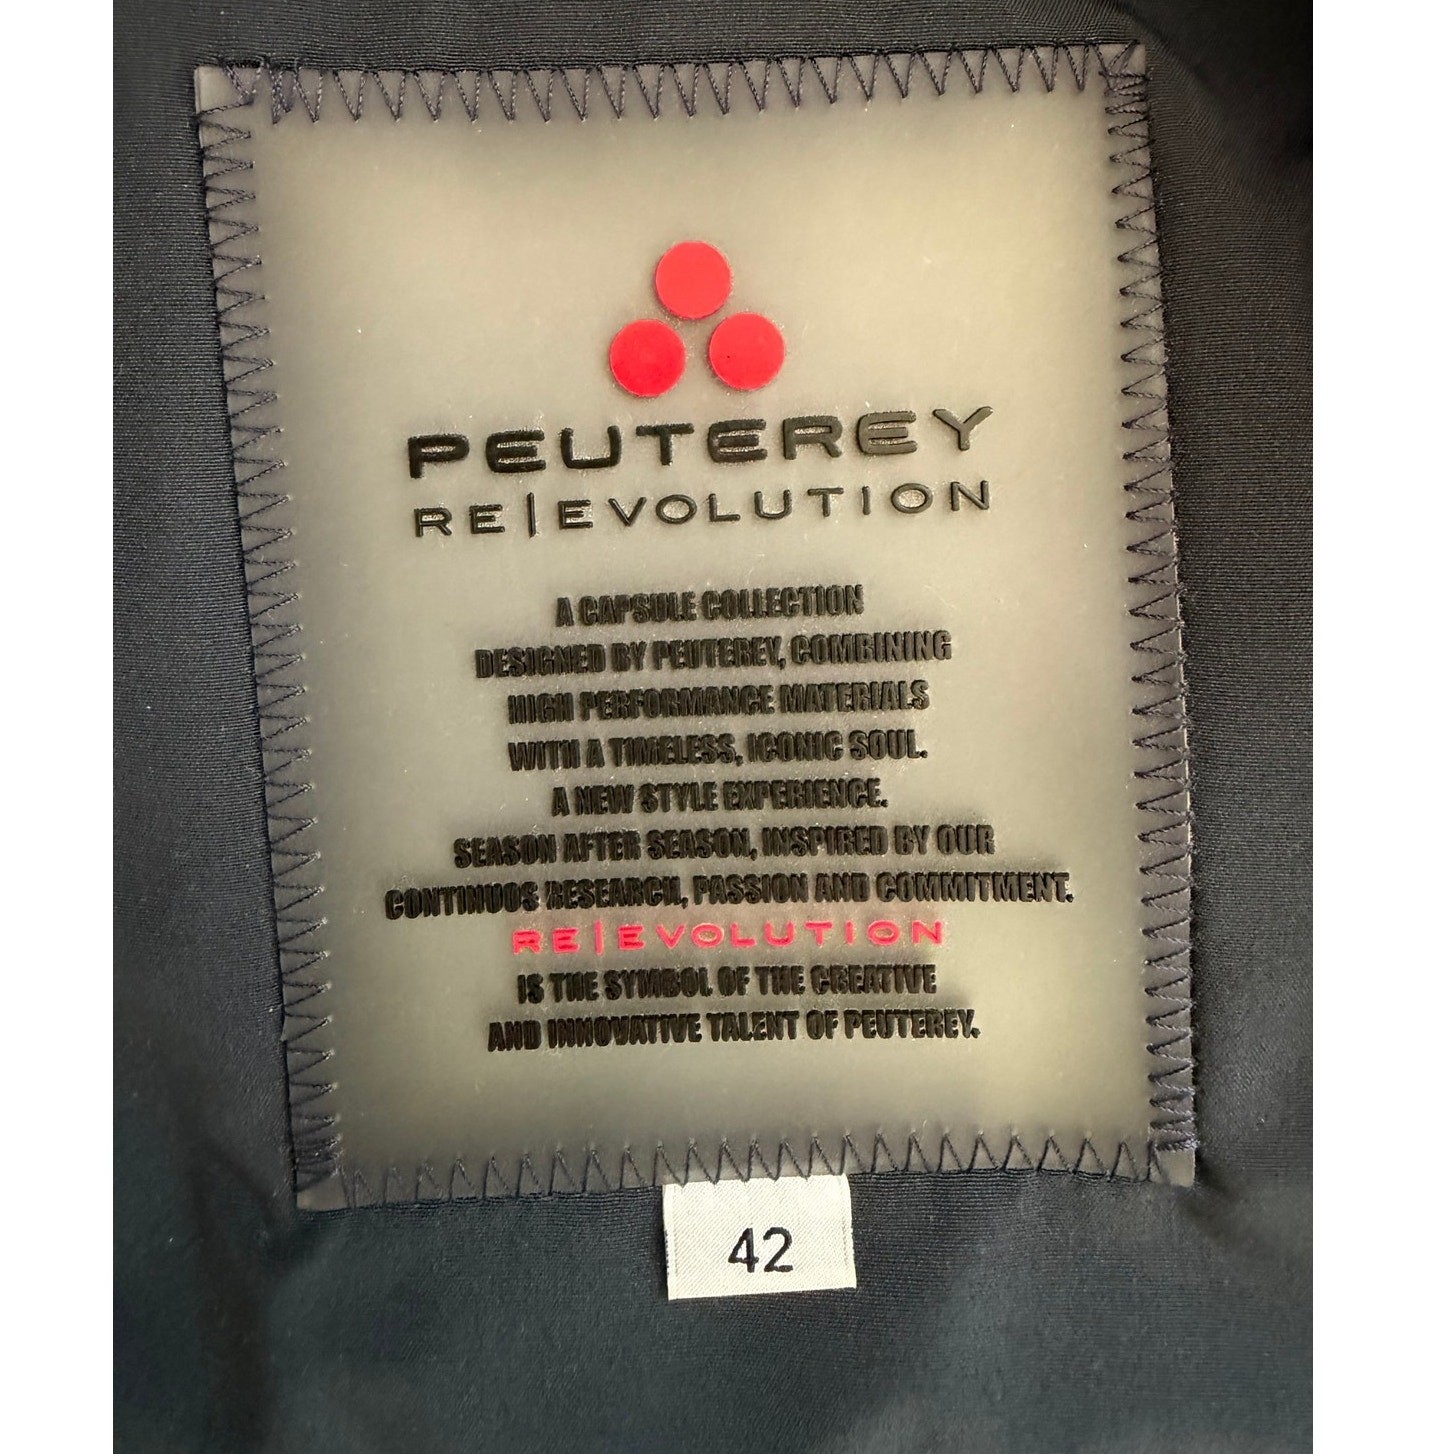 PEUTEREY
RE|EVOLUTION
A CAPSULE COLLECTION
DESIGNED BY PEUTEREY, COMBINING
HIGH PERFORMANCE MATERIALS
WITH A TIMELESS, ICONIC SOUL.
A NEW STYLE EXPERIENCE.
SEASON AFTER SEASON, INSPIRED BY OUR
CONTINUOS RESEARCH, PASSION AND COMMITMENT.
RE|EVOLUTION
IS THE SYMBOL OF THE CREATIVE
AND INNOVATIVE TALENT OF PEUTEREY.
42